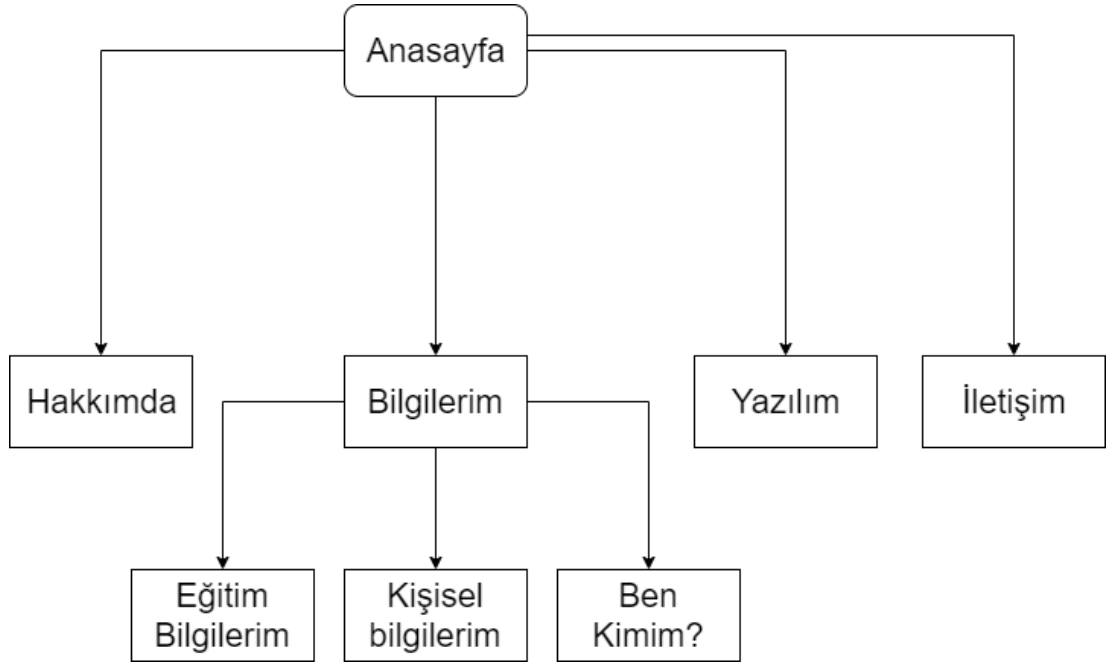 Anasayfa
Hakkımda
Bilgilerim
Yazılım
İletişim
Eğitim
Bilgilerim
Kişisel
bilgilerim
Ben
Kimim?